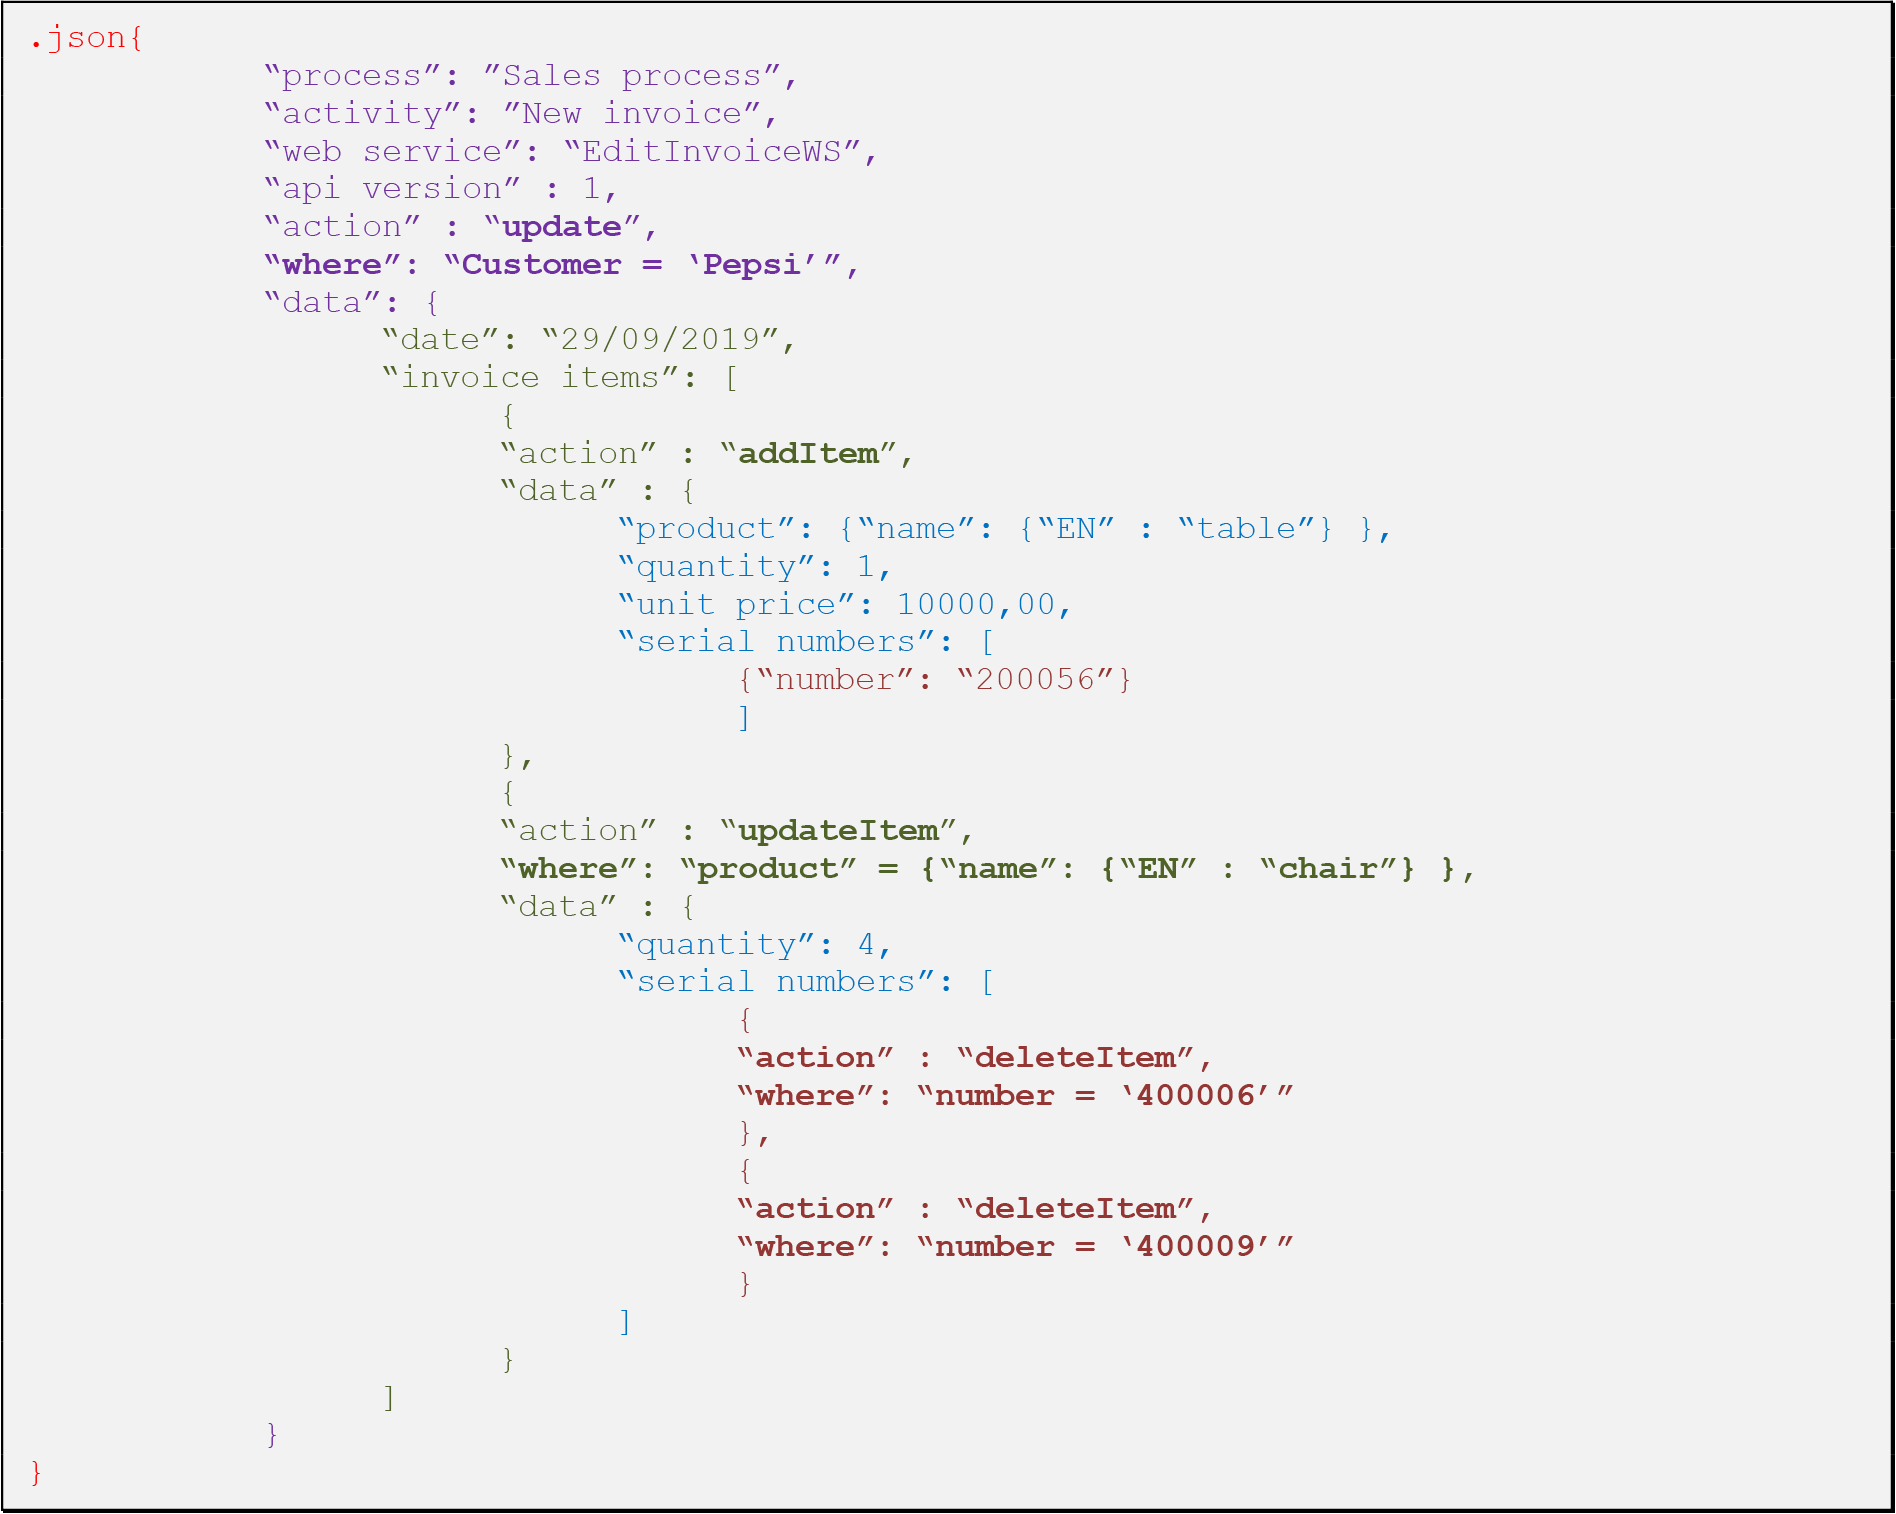 .json{
“process”: ”Sales process”,
“activity”: ”New invoice”,
“web service”: “EditInvoiceWS”,
“api version” : 1,
“action” : “update”,
“where”: “Customer = ‘Pepsi’”,
“data”: {
“date”: “29/09/2019”,
“invoice items”: [
{
“action” : “addItem”,
“data” : {
“product”: {“name”: {“EN” : “table”} },
“quantity”: 1,
“unit price”: 10000,00,
“serial numbers”: [
{“number”: “200056”}
]
},
{
“action” : “updateItem”,
“where”: “product” = {“name”: {“EN” : “chair”} },
“data” : {
“quantity”: 4,
“serial numbers”: [
{
“action” : “deleteItem”,
“where”: “number = ‘400006’”
},
{
“action” : “deleteItem”,
“where”: “number = ‘400009’”
}
]
}
]
}
}